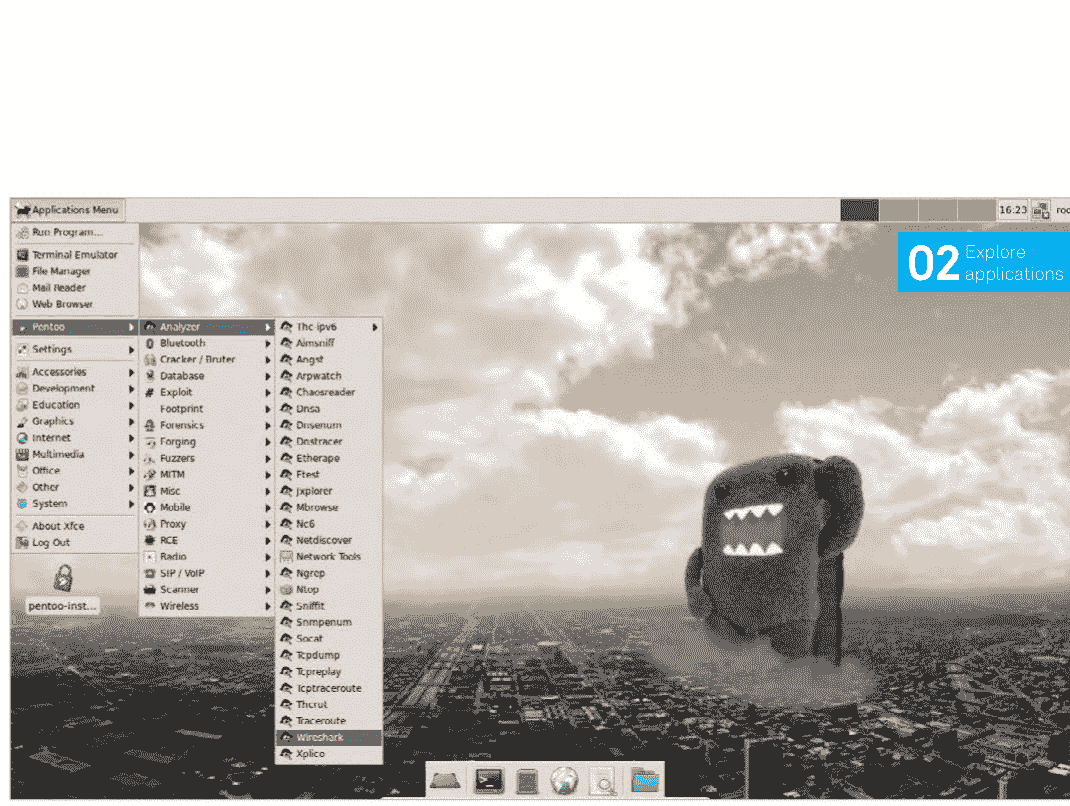 Applications Menu
16:23
Run Program...
Terminal Emulator
File Manager
Mail Reader
Web Browser
Pentoo
Settings
Accessories
Development
Education
Graphics
Internet
Multimedia
Office
Other
System
About Xfce
Log Out
pentoo-inst...
Analyzer
Bluetooth
Cracker / Bruter
Database
Exploit
Footprint
Forensics
Forging
Fuzzers
MITM
Misc
Mobile
Proxy
RCE
Radio
SIP / VoIP
Scanner
Wireless
Thc-ipv6
Aimsniff
Angst
Arpwatch
Chaosreader
Dnsa
Dnsenum
Dnstracer
Etherape
Ftest
Jxplorer
Mbrowse
Nc6
Netdiscover
Network Tools
Ngrep
Ntop
Sniffit
Snmpenum
Socat
Tcpdump
Tcpreplay
Tcptraceroute
Thcrut
Traceroute
Wireshark
Xplico
02 Explore
applications